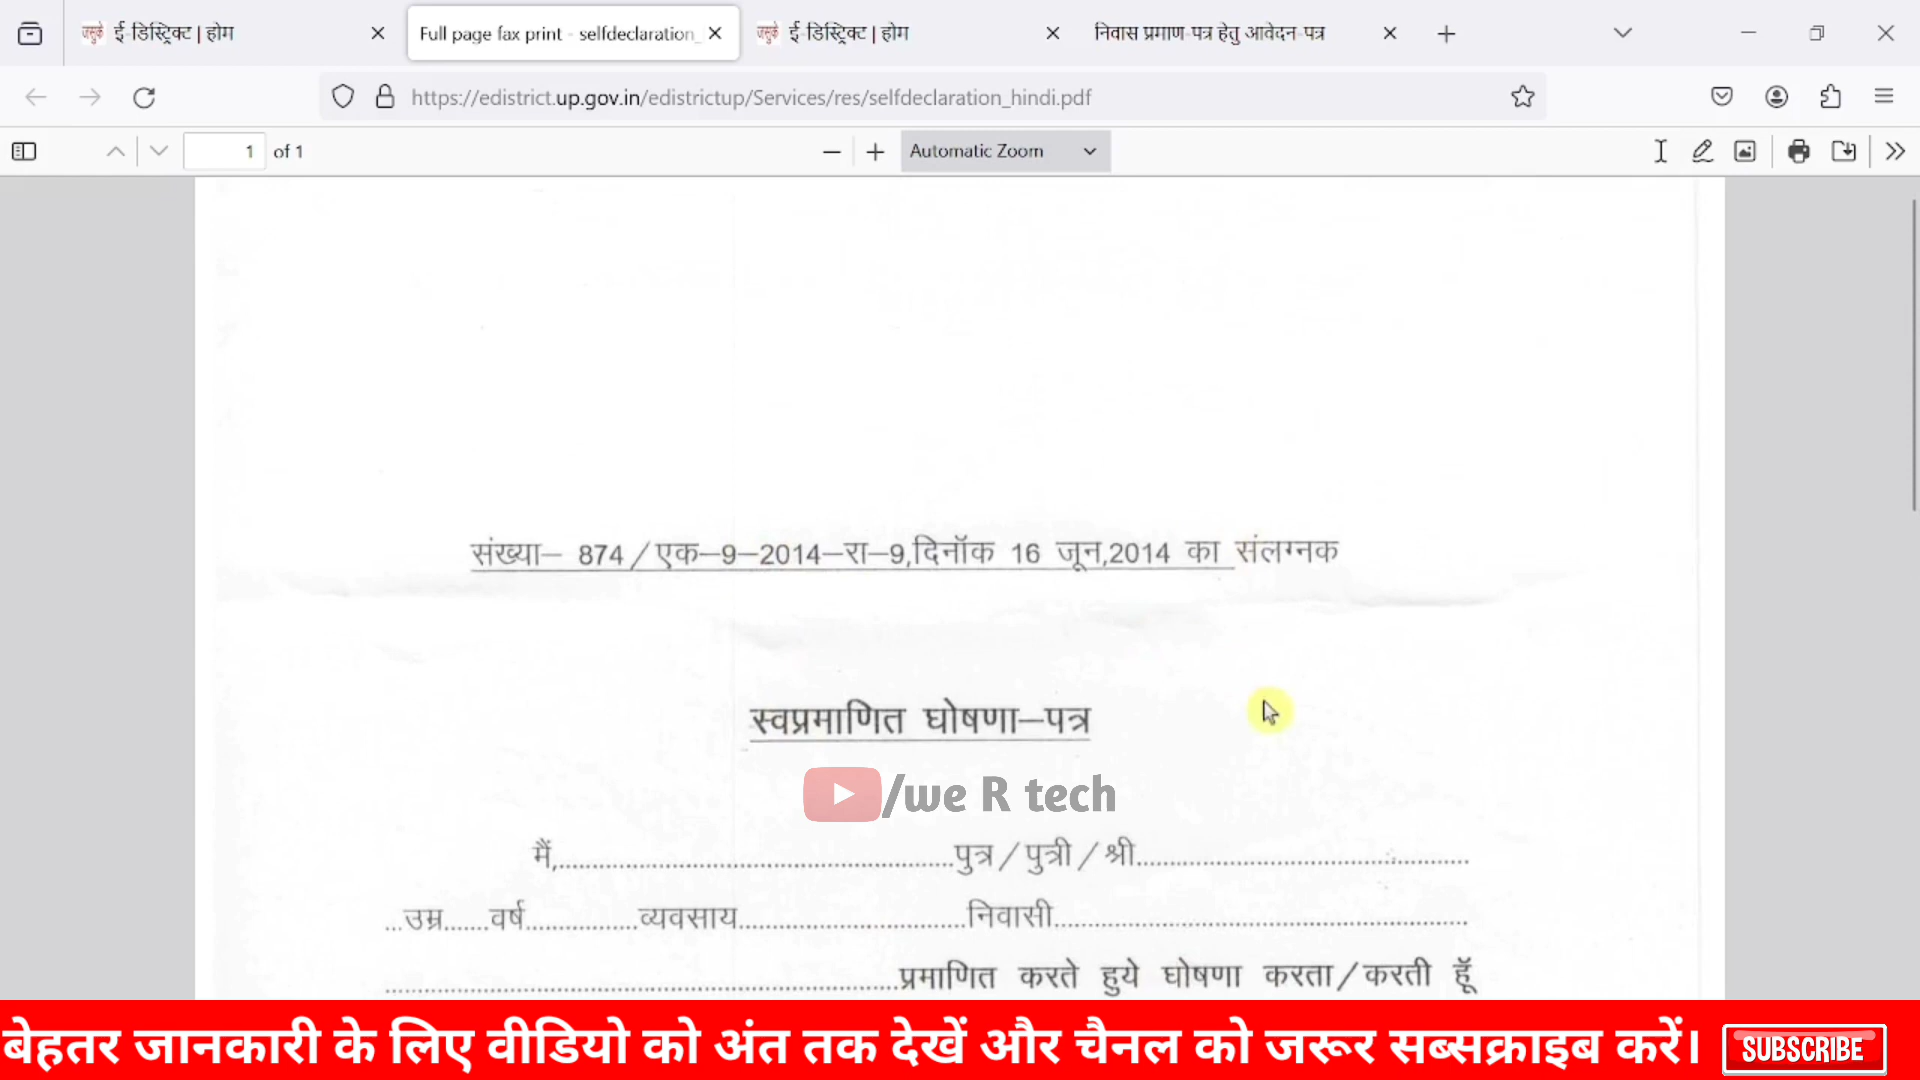 जसुके ई-डिस्ट्रिक्ट | होम
Full page fax print - selfdeclaration_
जसुके ई-डिस्ट्रिक्ट | होम
निवास प्रमाण-पत्र हेतु आवेदन-पत्र
https://edistrict.up.gov.in/edistrictup/Services/res/selfdeclaration_hindi.pdf
1 of 1
Automatic Zoom
संख्या– 874/एक–9–2014–रा–9,दिनॉक 16 जून,2014 का संलग्नक
स्वप्रमाणित घोषणा–पत्र
/we R tech
मैं,.................................................पुत्र/पुत्री/श्री.........................................
...उम्र.......वर्ष..............व्यवसाय............................निवासी...................................................
................................................................प्रमाणित करते हुये घोषणा करता/करती हूँ
बेहतर जानकारी के लिए वीडियो को अंत तक देखें और चैनल को जरूर सब्सक्राइब करें।
SUBSCRIBE